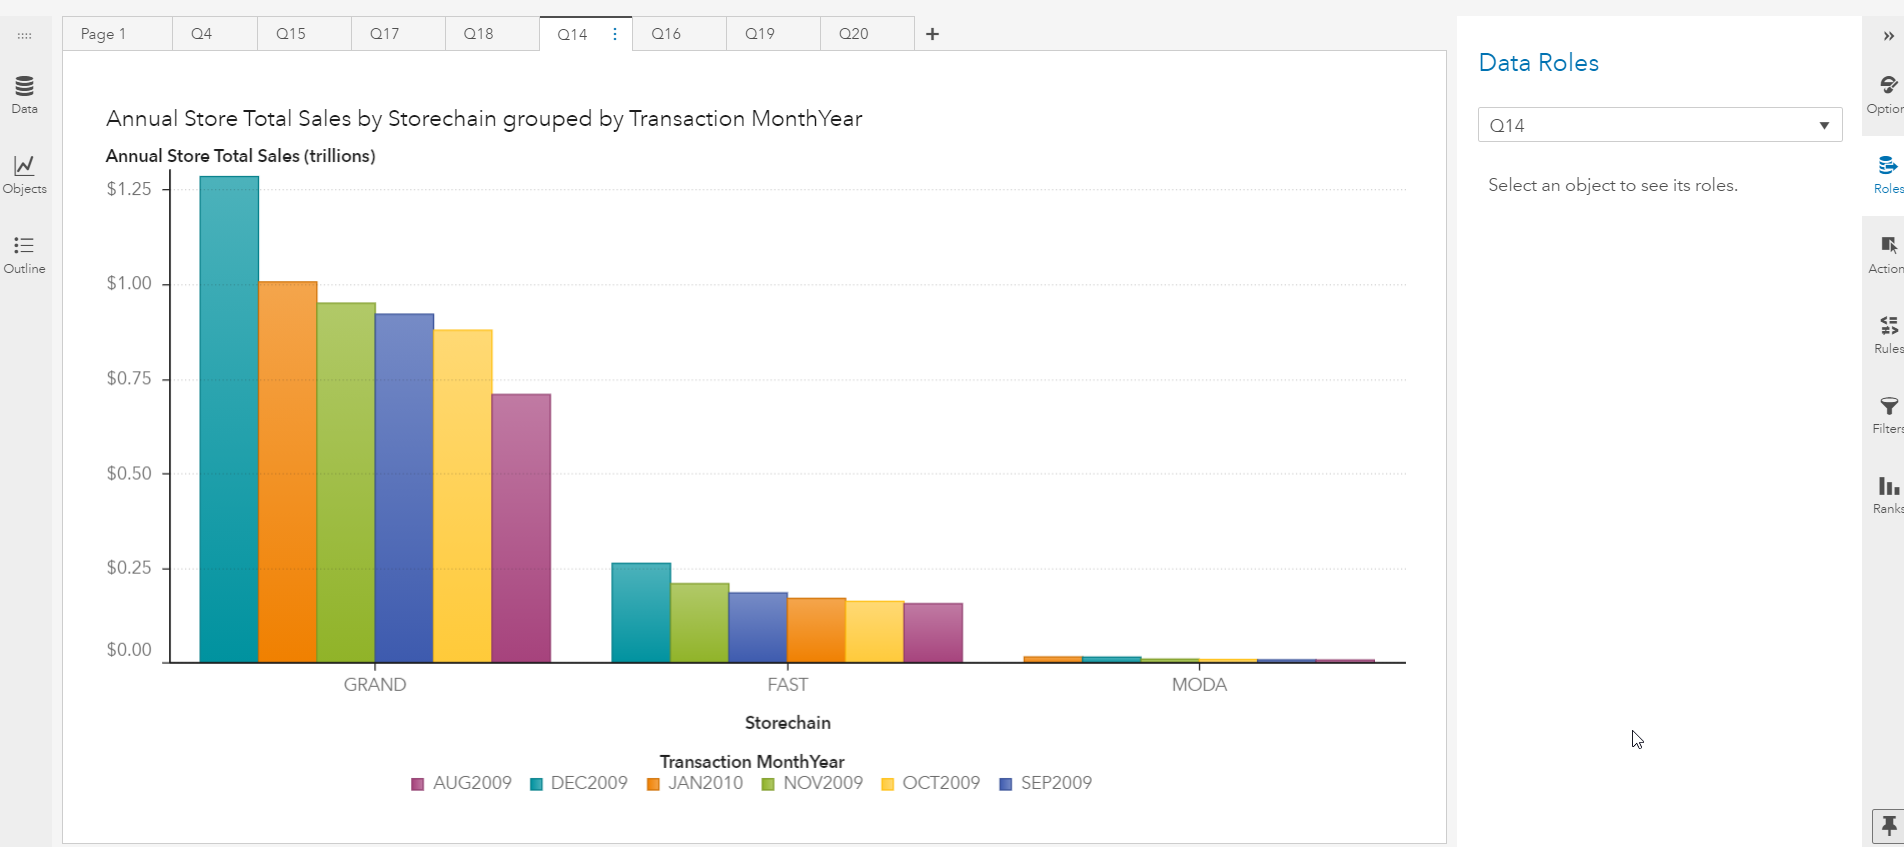 Page 1 Q4 Q15 Q17 Q18 Q14 Q16 Q19 Q20
Data
Objects
Outline
Annual Store Total Sales by Storechain grouped by Transaction MonthYear
Annual Store Total Sales (trillions)
$1.25
$1.00
$0.75
$0.50
$0.25
$0.00
GRAND FAST MODA
Storechain
Transaction MonthYear
AUG2009 DEC2009 JAN2010 NOV2009 OCT2009 SEP2009
Data Roles
Q14
Select an object to see its roles.
Option
Roles
Action
Rules
Filters
Ranks